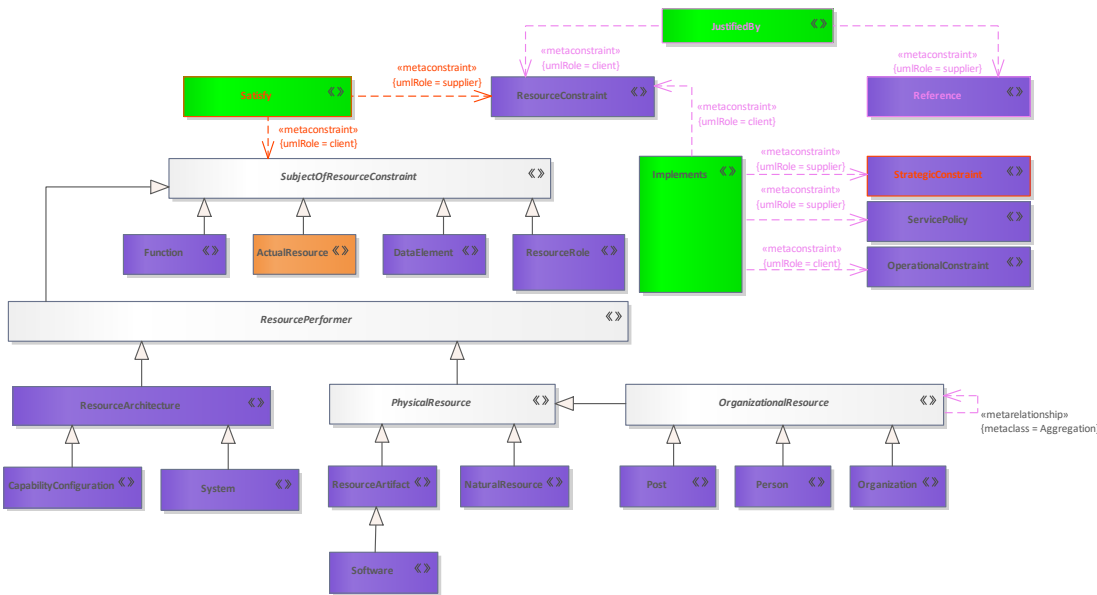 JustifiedBy
«metaconstraint»
{umlRole = client}
«metaconstraint»
{umlRole = supplier}
«metaconstraint»
{umlRole = supplier}
Satisfy
ResourceConstraint
Reference
«metaconstraint»
{umlRole = client}
«metaconstraint»
{umlRole = client}
«metaconstraint»
{umlRole = supplier}
SubjectOfResourceConstraint
Implements
StrategicConstraint
«metaconstraint»
{umlRole = supplier}
ServicePolicy
Function
ActualResource
DataElement
ResourceRole
«metaconstraint»
{umlRole = client}
OperationalConstraint
ResourcePerformer
ResourceArchitecture
PhysicalResource
OrganizationalResource
«metarelationship»
{metaclass = Aggregation}
CapabilityConfiguration
System
ResourceArtifact
NaturalResource
Post
Person
Organization
Software